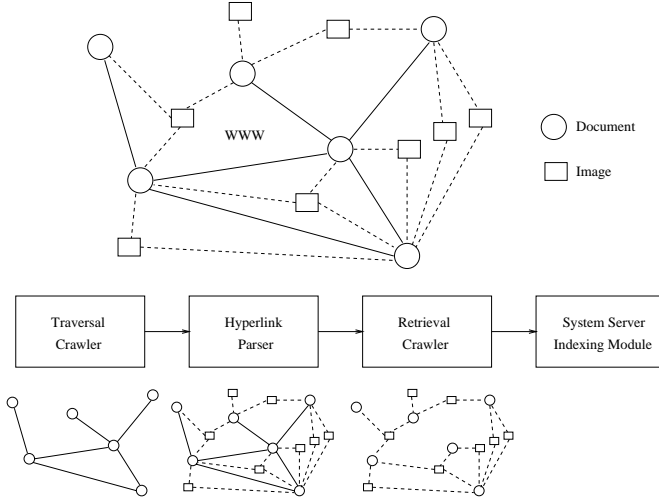 WWW
Document
Image
Traversal
Crawler
Hyperlink
Parser
Retrieval
Crawler
System Server
Indexing Module